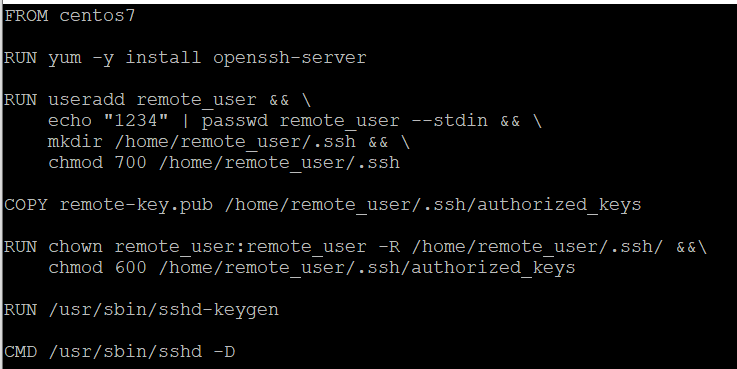 FROM centos7
RUN yum -y install openssh-server
RUN useradd remote_user && \
echo "1234" | passwd remote_user --stdin && \
mkdir /home/remote_user/.ssh && \
chmod 700 /home/remote_user/.ssh
COPY remote-key.pub /home/remote_user/.ssh/authorized_keys
RUN chown remote_user:remote_user -R /home/remote_user/.ssh/ &&\
chmod 600 /home/remote_user/.ssh/authorized_keys
RUN /usr/sbin/sshd-keygen
CMD /usr/sbin/sshd -D